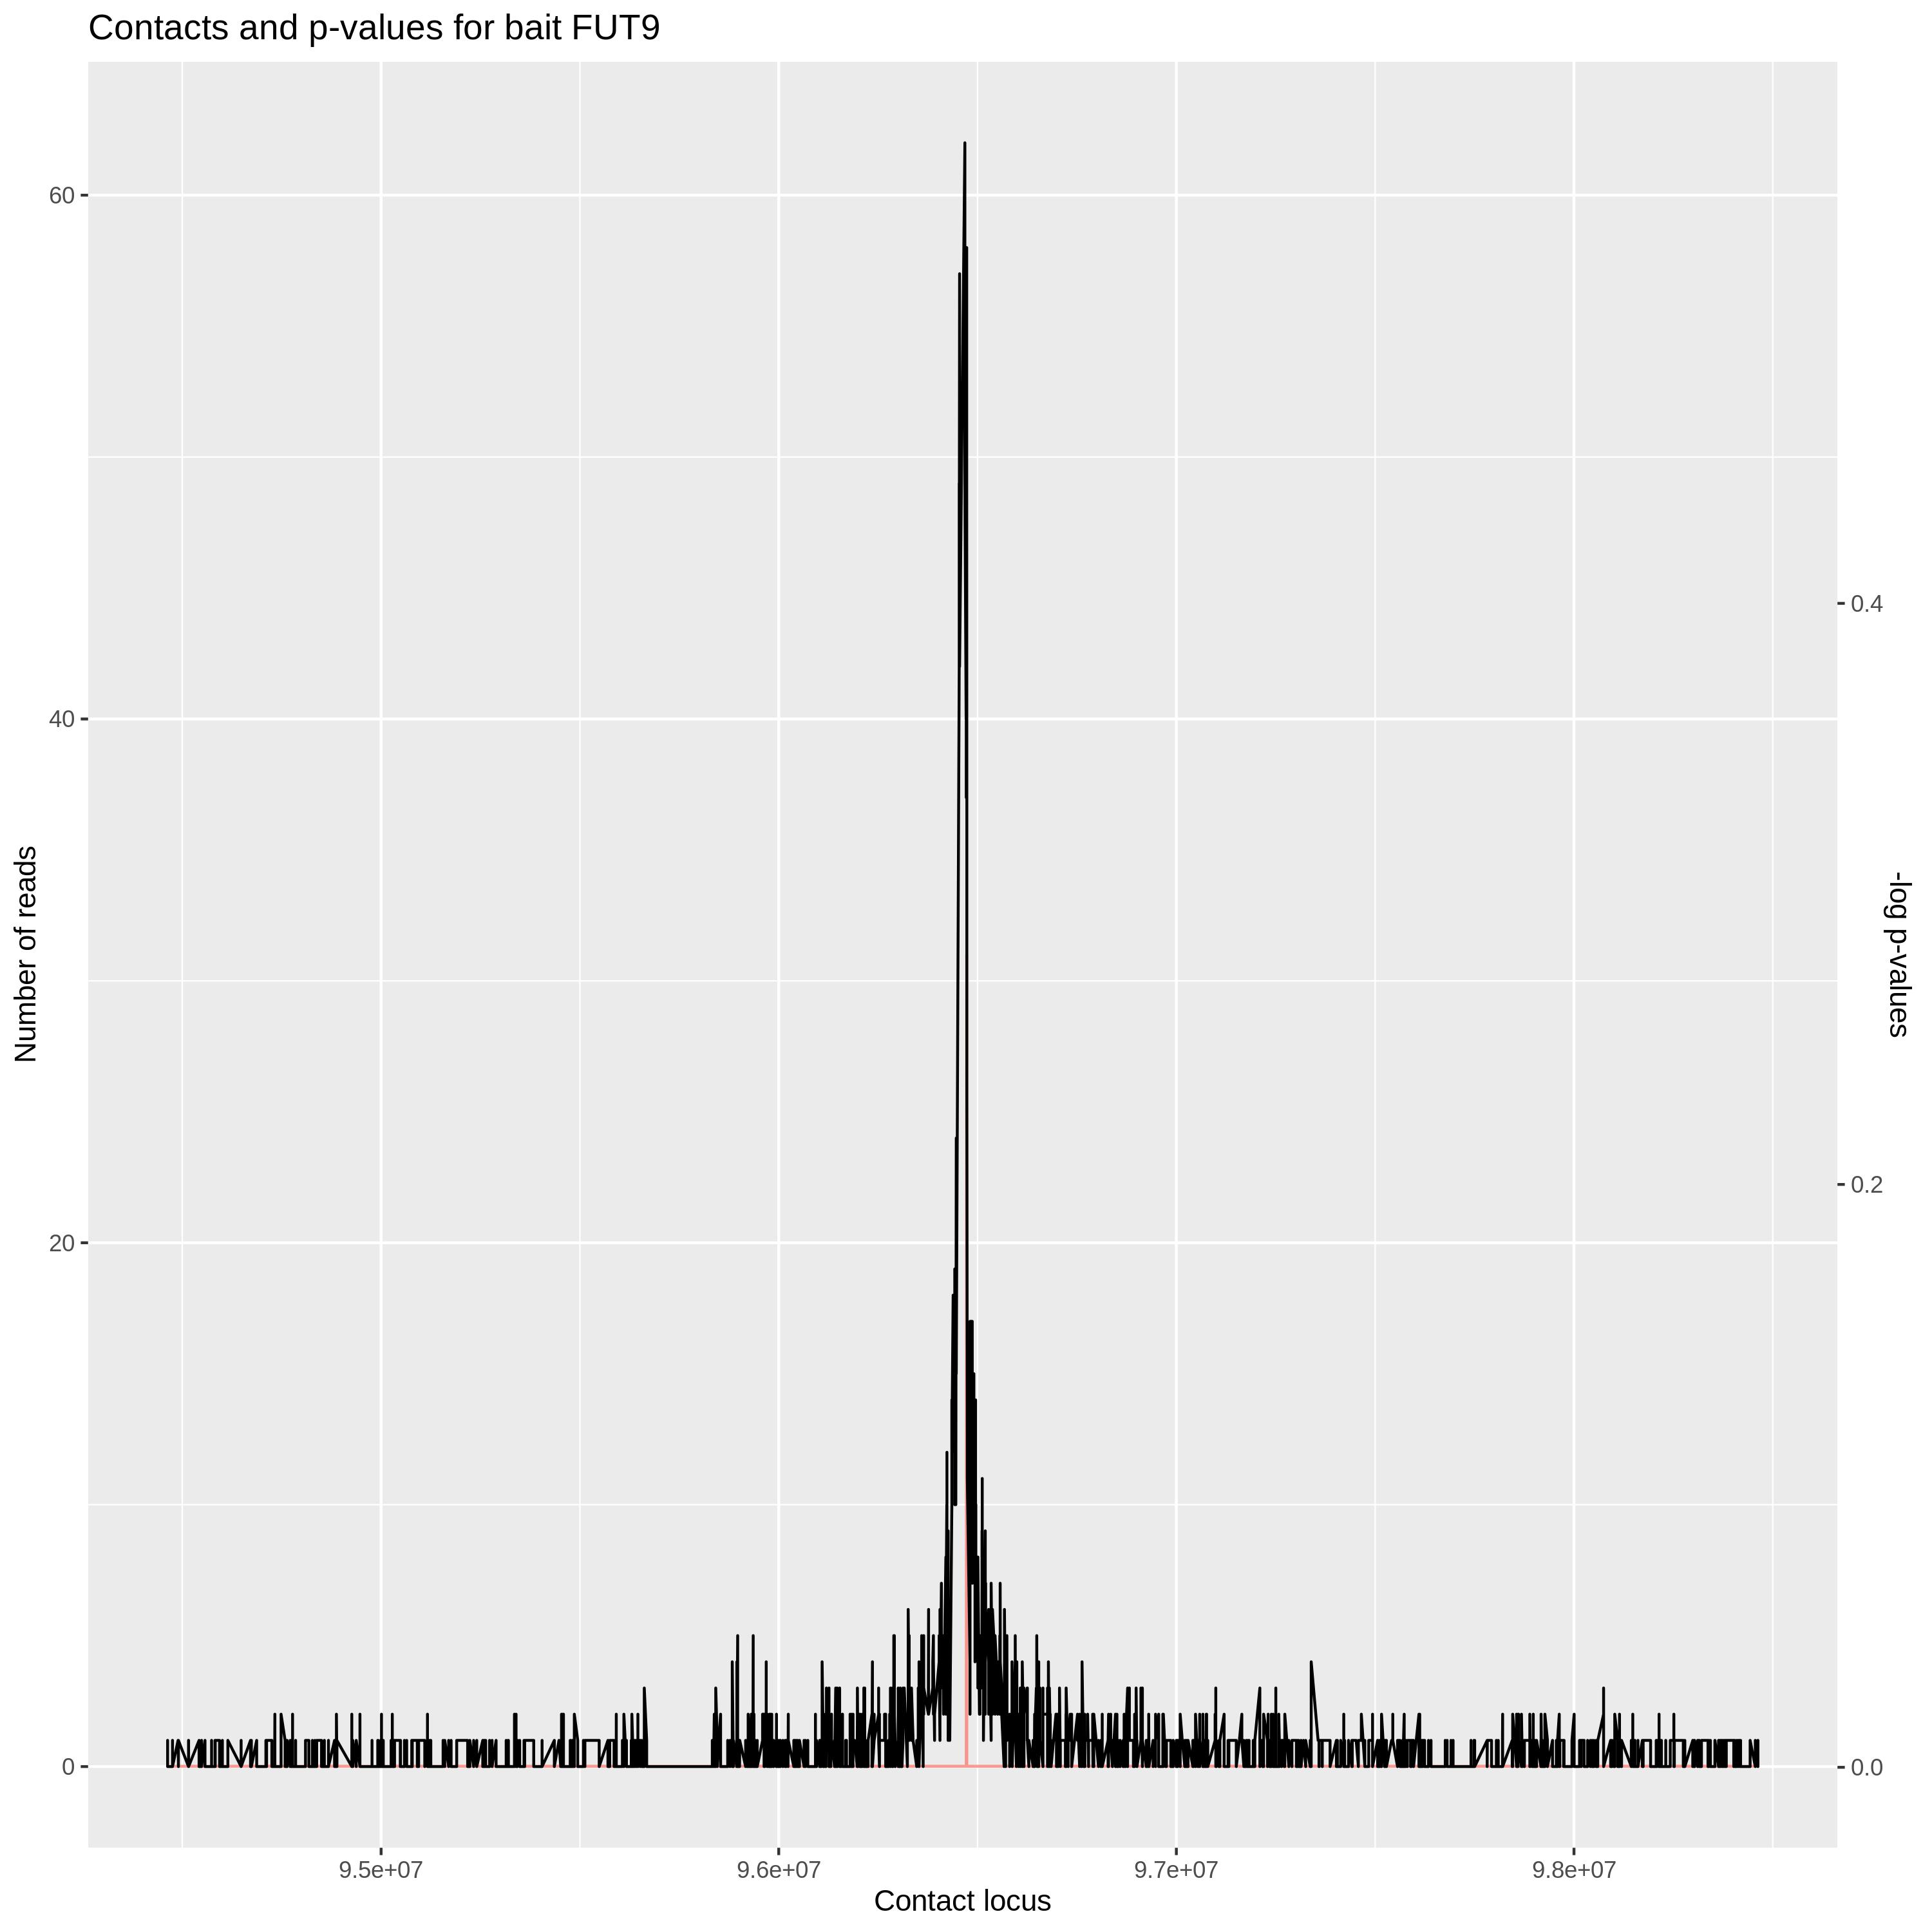 Contacts and p-values for bait FUT9
60
40
20
0
Number of reads
0.4
0.2
0.0
-log p-values
9.5e+07
9.6e+07
9.7e+07
9.8e+07
Contact locus